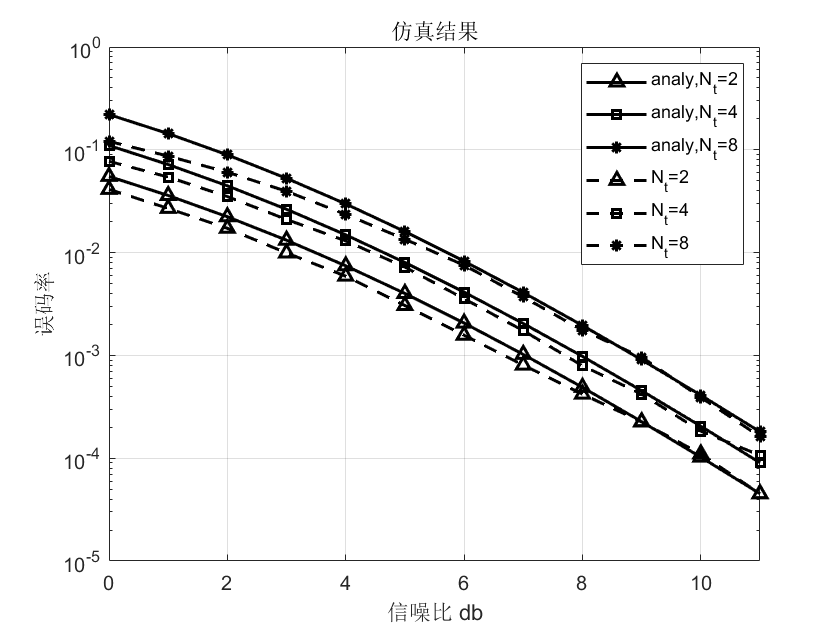 仿真结果
analy,N_t=2
analy,N_t=4
analy,N_t=8
N_t=2
N_t=4
N_t=8
10^0
10^-1
10^-2
10^-3
10^-4
10^-5
误码率
0 2 4 6 8 10
信噪比 db